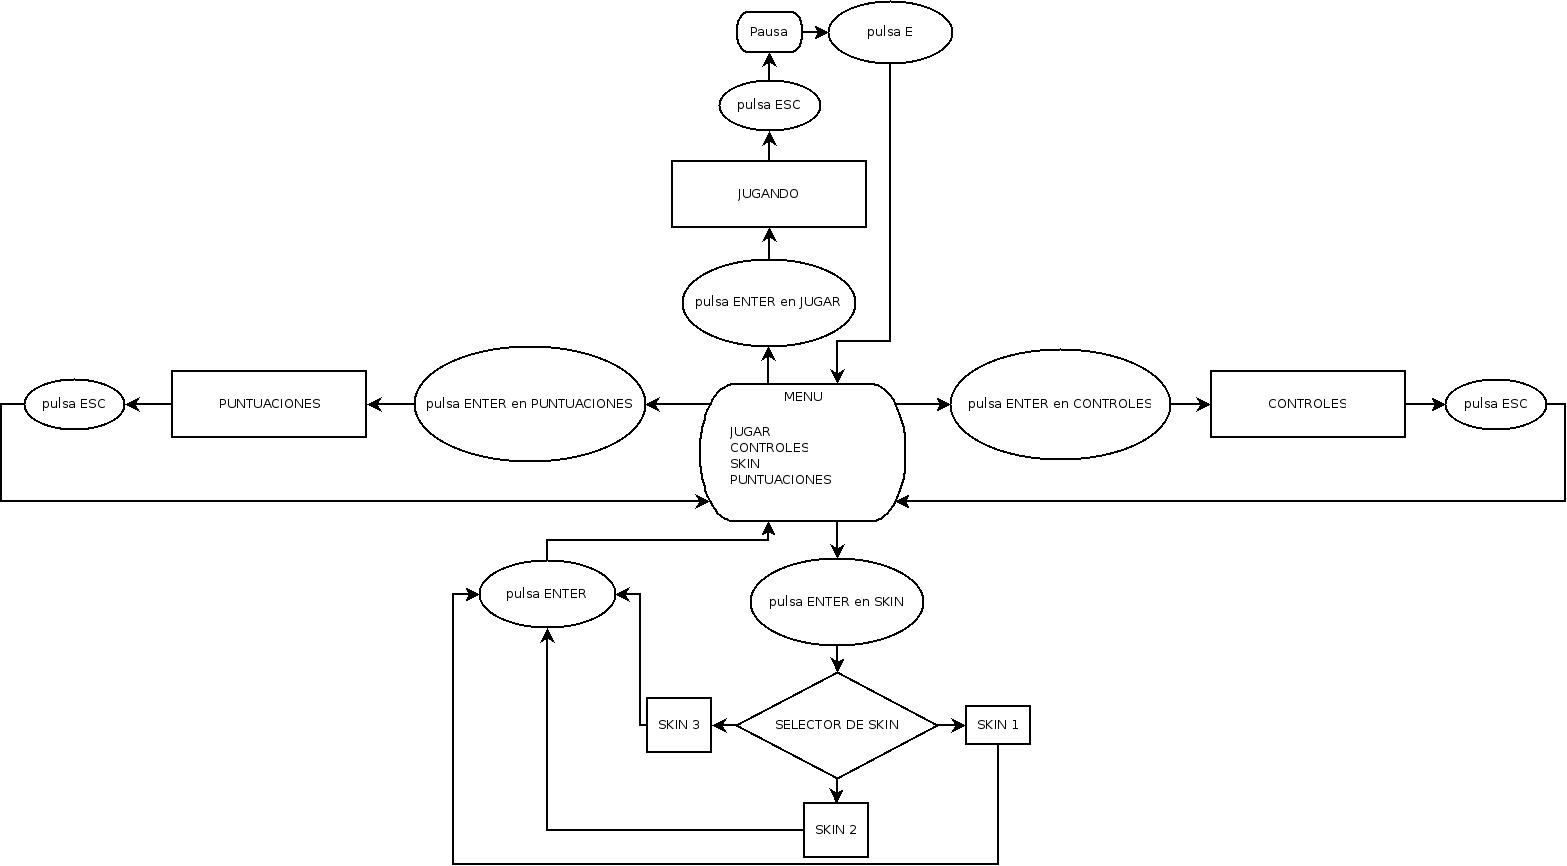 Pausa
pulsa E
pulsa ESC
JUGANDO
pulsa ENTER en JUGAR
pulsa ESC
PUNTUACIONES
pulsa ENTER en PUNTUACIONES
MENU
JUGAR
CONTROLES
SKIN
PUNTUACIONES
pulsa ENTER en CONTROLES
CONTROLES
pulsa ESC
pulsa ENTER
pulsa ENTER en SKIN
SKIN 3
SELECTOR DE SKIN
SKIN 1
SKIN 2